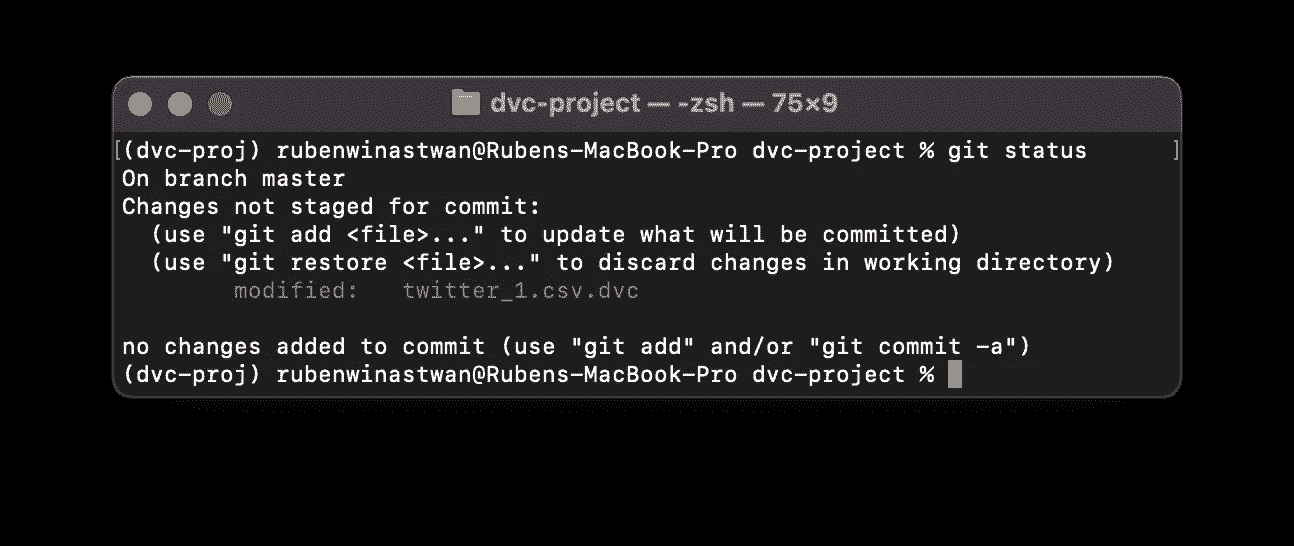 dvc-project — -zsh — 75×9
[(dvc-proj) rubenwinastwan@Rubens-MacBook-Pro dvc-project % git status ]
On branch master
Changes not staged for commit:
  (use "git add <file>..." to update what will be committed)
  (use "git restore <file>..." to discard changes in working directory)
        modified:   twitter_1.csv.dvc

no changes added to commit (use "git add" and/or "git commit -a")
(dvc-proj) rubenwinastwan@Rubens-MacBook-Pro dvc-project %